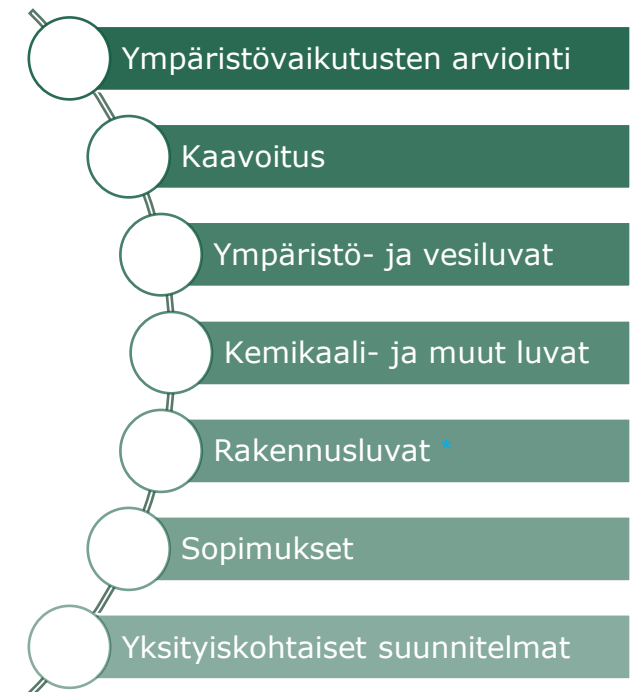 Ympäristövaikutusten arviointi
Kaavoitus
Ympäristö- ja vesiluvat
Kemikaali- ja muut luvat
Rakennusluvat *
Sopimukset
Yksityiskohtaiset suunnitelmat